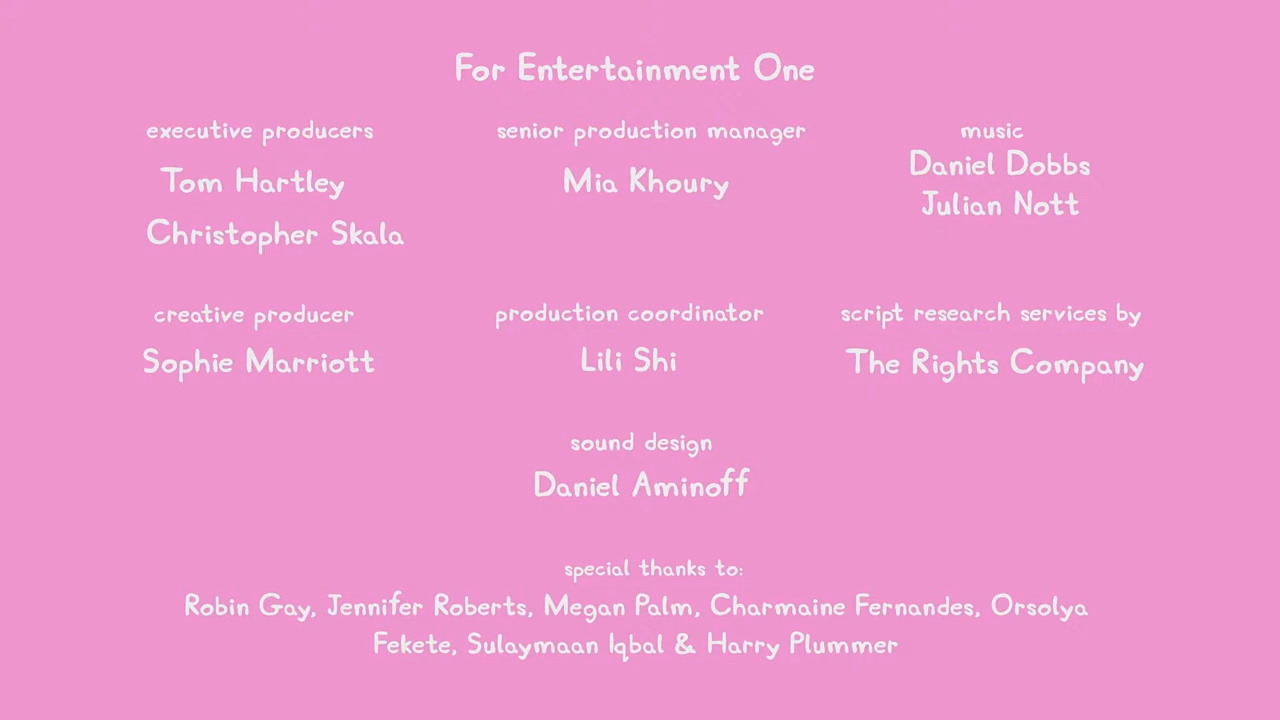 For Entertainment One
executive producers
Tom Hartley
Christopher Skala
senior production manager
Mia Khoury
music
Daniel Dobbs
Julian Nott
creative producer
Sophie Marriott
production coordinator
Lili Shi
script research services by
The Rights Company
sound design
Daniel Aminoff
special thanks to:
Robin Gay, Jennifer Roberts, Megan Palm, Charmaine Fernandes, Orsolya
Fekete, Sulaymaan Iqbal & Harry Plummer